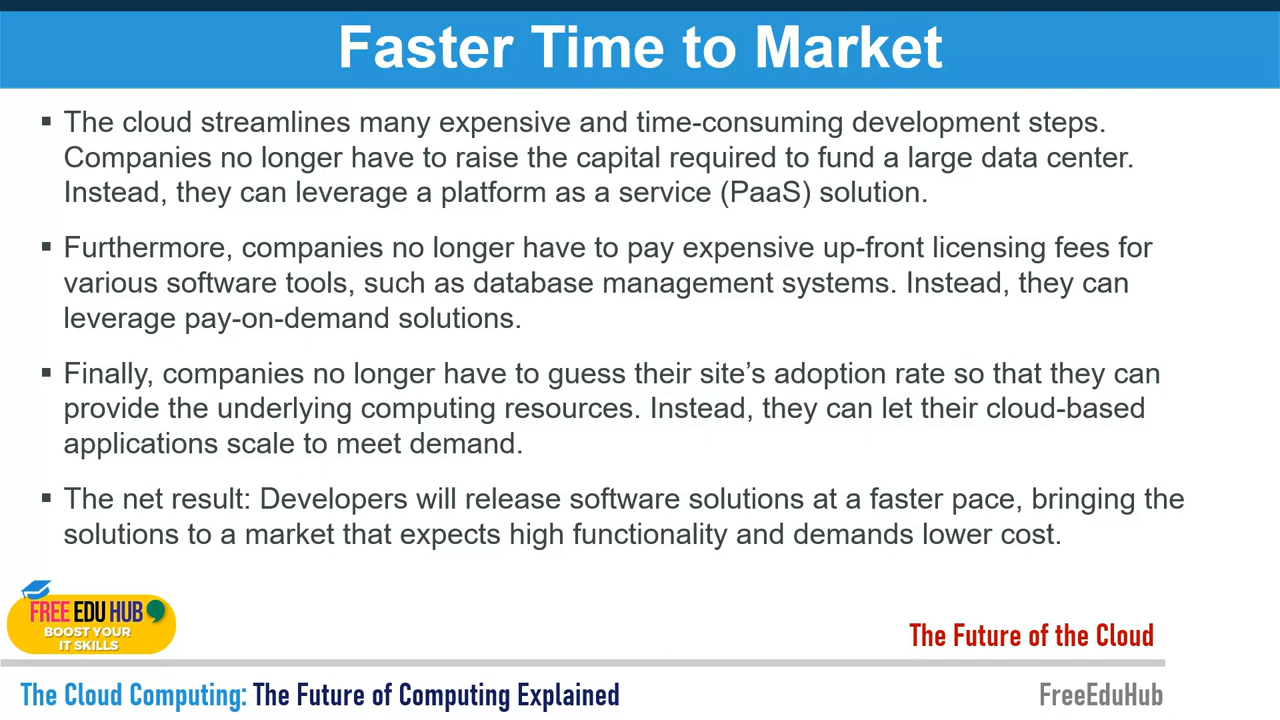 Faster Time to Market
▪ The cloud streamlines many expensive and time-consuming development steps.
Companies no longer have to raise the capital required to fund a large data center.
Instead, they can leverage a platform as a service (PaaS) solution.
▪ Furthermore, companies no longer have to pay expensive up-front licensing fees for
various software tools, such as database management systems. Instead, they can
leverage pay-on-demand solutions.
▪ Finally, companies no longer have to guess their site’s adoption rate so that they can
provide the underlying computing resources. Instead, they can let their cloud-based
applications scale to meet demand.
▪ The net result: Developers will release software solutions at a faster pace, bringing the
solutions to a market that expects high functionality and demands lower cost.
FREE EDU HUB
BOOST YOUR
IT SKILLS
The Future of the Cloud
The Cloud Computing: The Future of Computing Explained
FreeEduHub